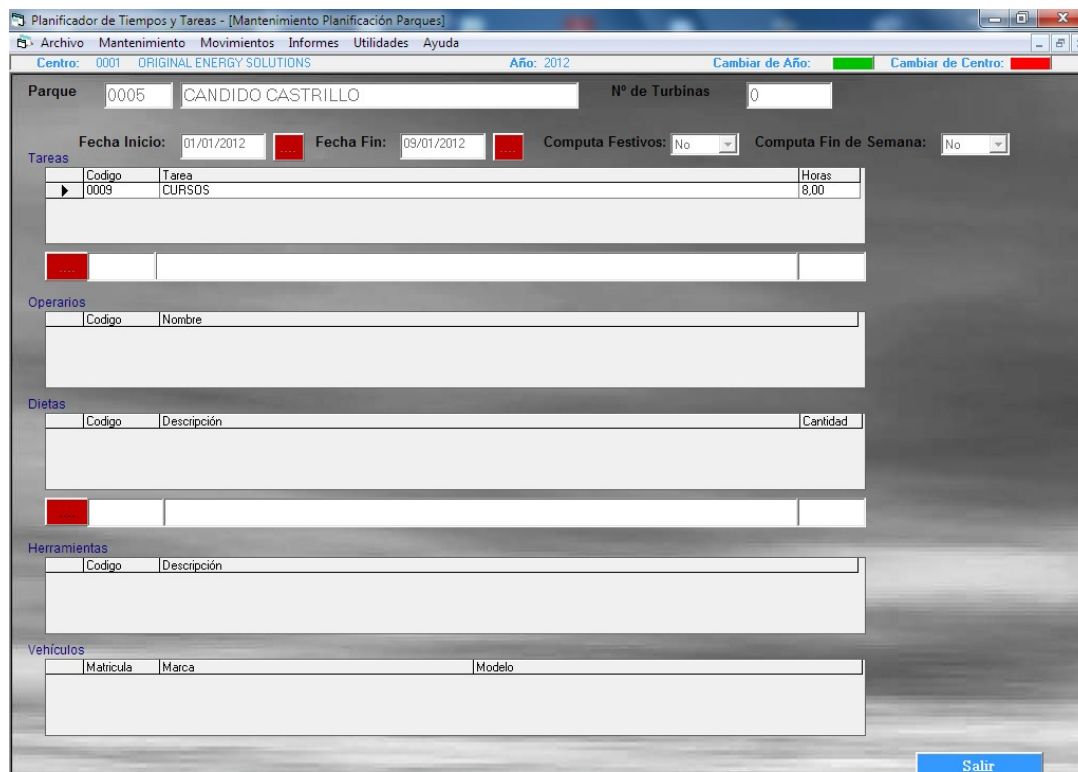 Planificador de Tiempos y Tareas - [Mantenimiento Planificación Parques]
Archivo Mantenimiento Movimientos Informes Utilidades Ayuda
Centro: 0001 ORIGINAL ENERGY SOLUTIONS Año: 2012 Cambiar de Año: Cambiar de Centro:
Parque 0005 CANDIDO CASTRILLO Nº de Turbinas 0
Fecha Inicio: 01/01/2012 .... Fecha Fin: 09/01/2012 .... Computa Festivos: No Computa Fin de Semana: No
Tareas
Codigo Tarea Horas
0009 CURSOS 8,00
....
Operarios
Codigo Nombre
Dietas
Codigo Descripción Cantidad
....
Herramientas
Codigo Descripción
Vehículos
Matricula Marca Modelo
Salir